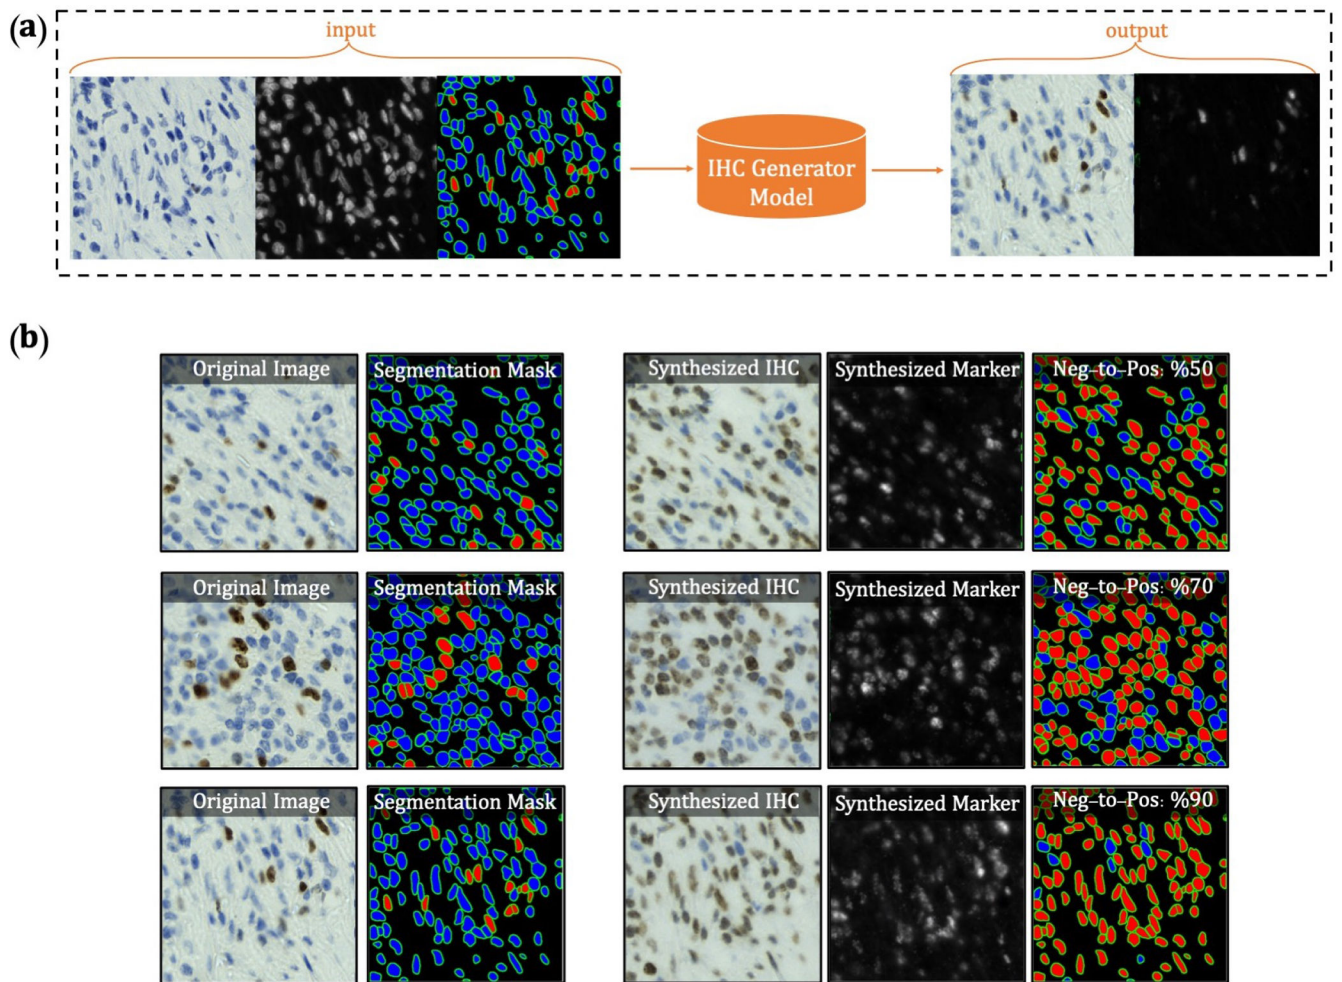 (a)
input
output
IHC Generator
Model
(b)
Original Image
Segmentation Mask
Synthesized IHC
Synthesized Marker
Neg-to-Pos: %50
Original Image
Segmentation Mask
Synthesized IHC
Synthesized Marker
Neg-to-Pos: %70
Original Image
Segmentation Mask
Synthesized IHC
Synthesized Marker
Neg-to-Pos: %90